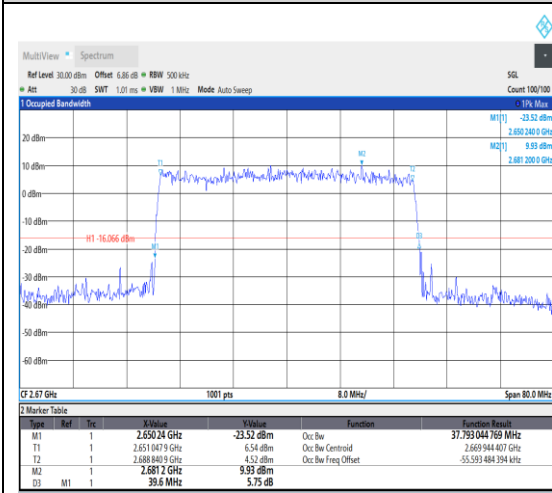 MultiView Spectrum
Ref Level 30.00 dBm Offset 6.86 dB RBW 500 kHz SGL
Att 30 dB SWT 1.01 ms VBW 1 MHz Mode Auto Sweep Count 100/100
1 Occupied Bandwidth 1Pk Max
M1[1] -23.52 dBm
2.650 240 0 GHz
M2[1] 9.93 dBm
2.681 200 0 GHz
20 dBm
10 dBm
0 dBm
-10 dBm
-20 dBm
-30 dBm
-40 dBm
-50 dBm
-60 dBm
T1
M2
T2
H1 -16.066 dBm
M1
D3
CF 2.67 GHz 1001 pts 8.0 MHz/ Span 80.0 MHz
2 Marker Table
Type Ref Trc X-Value Y-Value Function Function Result
M1 1 2.650 24 GHz -23.52 dBm Occ Bw 37.793 044 769 MHz
T1 1 2.651 047 9 GHz 6.54 dBm Occ Bw Centroid 2.669 944 407 GHz
T2 1 2.688 840 9 GHz 4.52 dBm Occ Bw Freq Offset -55.593 484 394 kHz
M2 1 2.681 2 GHz 9.93 dBm
D3 M1 1 39.6 MHz 5.75 dB